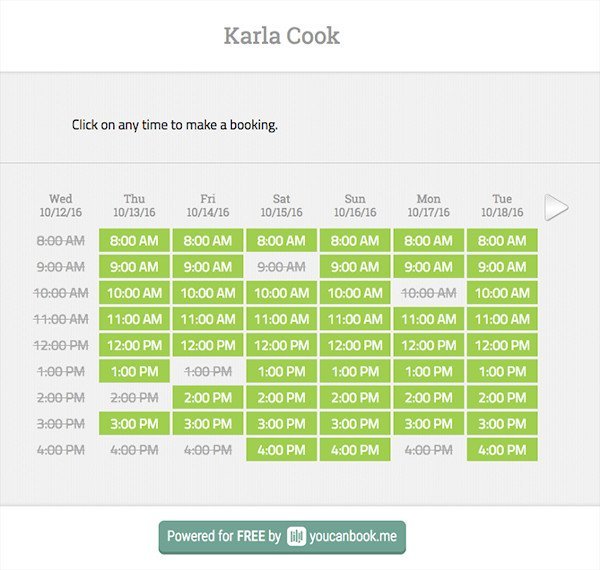 Karla Cook
Click on any time to make a booking.
Wed Thu Fri Sat Sun Mon Tue
10/12/16 10/13/16 10/14/16 10/15/16 10/16/16 10/17/16 10/18/16
8:00 AM 8:00 AM 8:00 AM 8:00 AM 8:00 AM 8:00 AM 8:00 AM
9:00 AM 9:00 AM 9:00 AM 9:00 AM 9:00 AM 9:00 AM 9:00 AM
10:00 AM 10:00 AM 10:00 AM 10:00 AM 10:00 AM 10:00 AM 10:00 AM
11:00 AM 11:00 AM 11:00 AM 11:00 AM 11:00 AM 11:00 AM 11:00 AM
12:00 PM 12:00 PM 12:00 PM 12:00 PM 12:00 PM 12:00 PM 12:00 PM
1:00 PM 1:00 PM 1:00 PM 1:00 PM 1:00 PM 1:00 PM 1:00 PM
2:00 PM 2:00 PM 2:00 PM 2:00 PM 2:00 PM 2:00 PM 2:00 PM
3:00 PM 3:00 PM 3:00 PM 3:00 PM 3:00 PM 3:00 PM 3:00 PM
4:00 PM 4:00 PM 4:00 PM 4:00 PM 4:00 PM 4:00 PM 4:00 PM
Powered for FREE by youcanbook.me